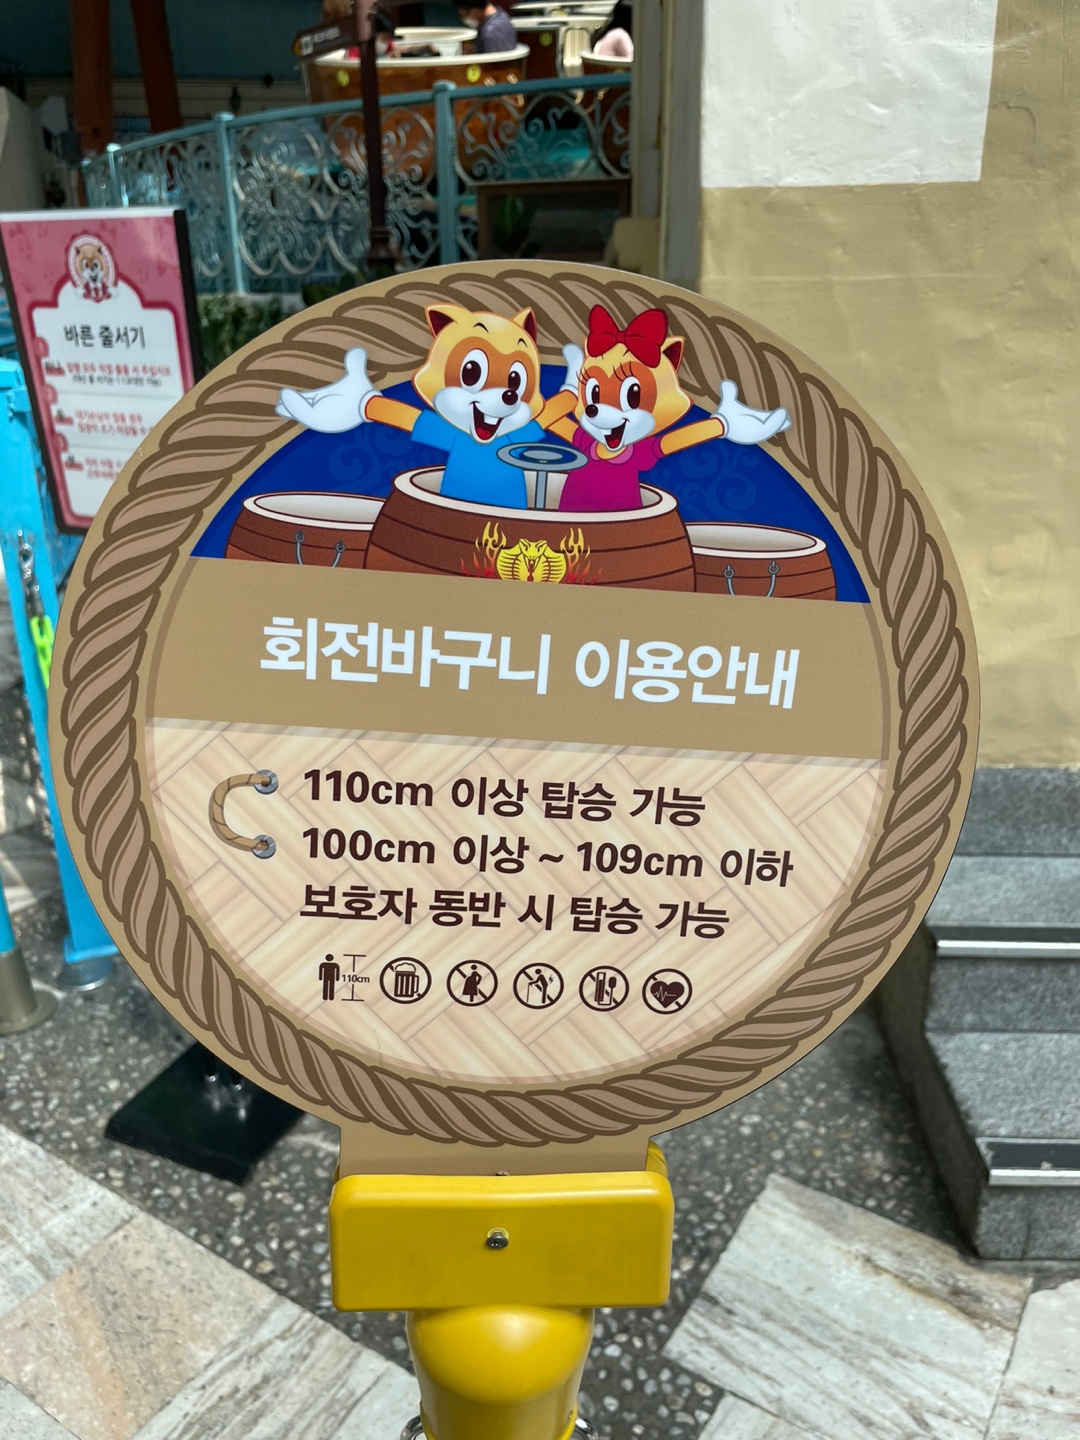 바른 줄서기
회전바구니 이용안내
110cm 이상 탑승 가능
100cm 이상 ~ 109cm 이하
보호자 동반 시 탑승 가능
110cm